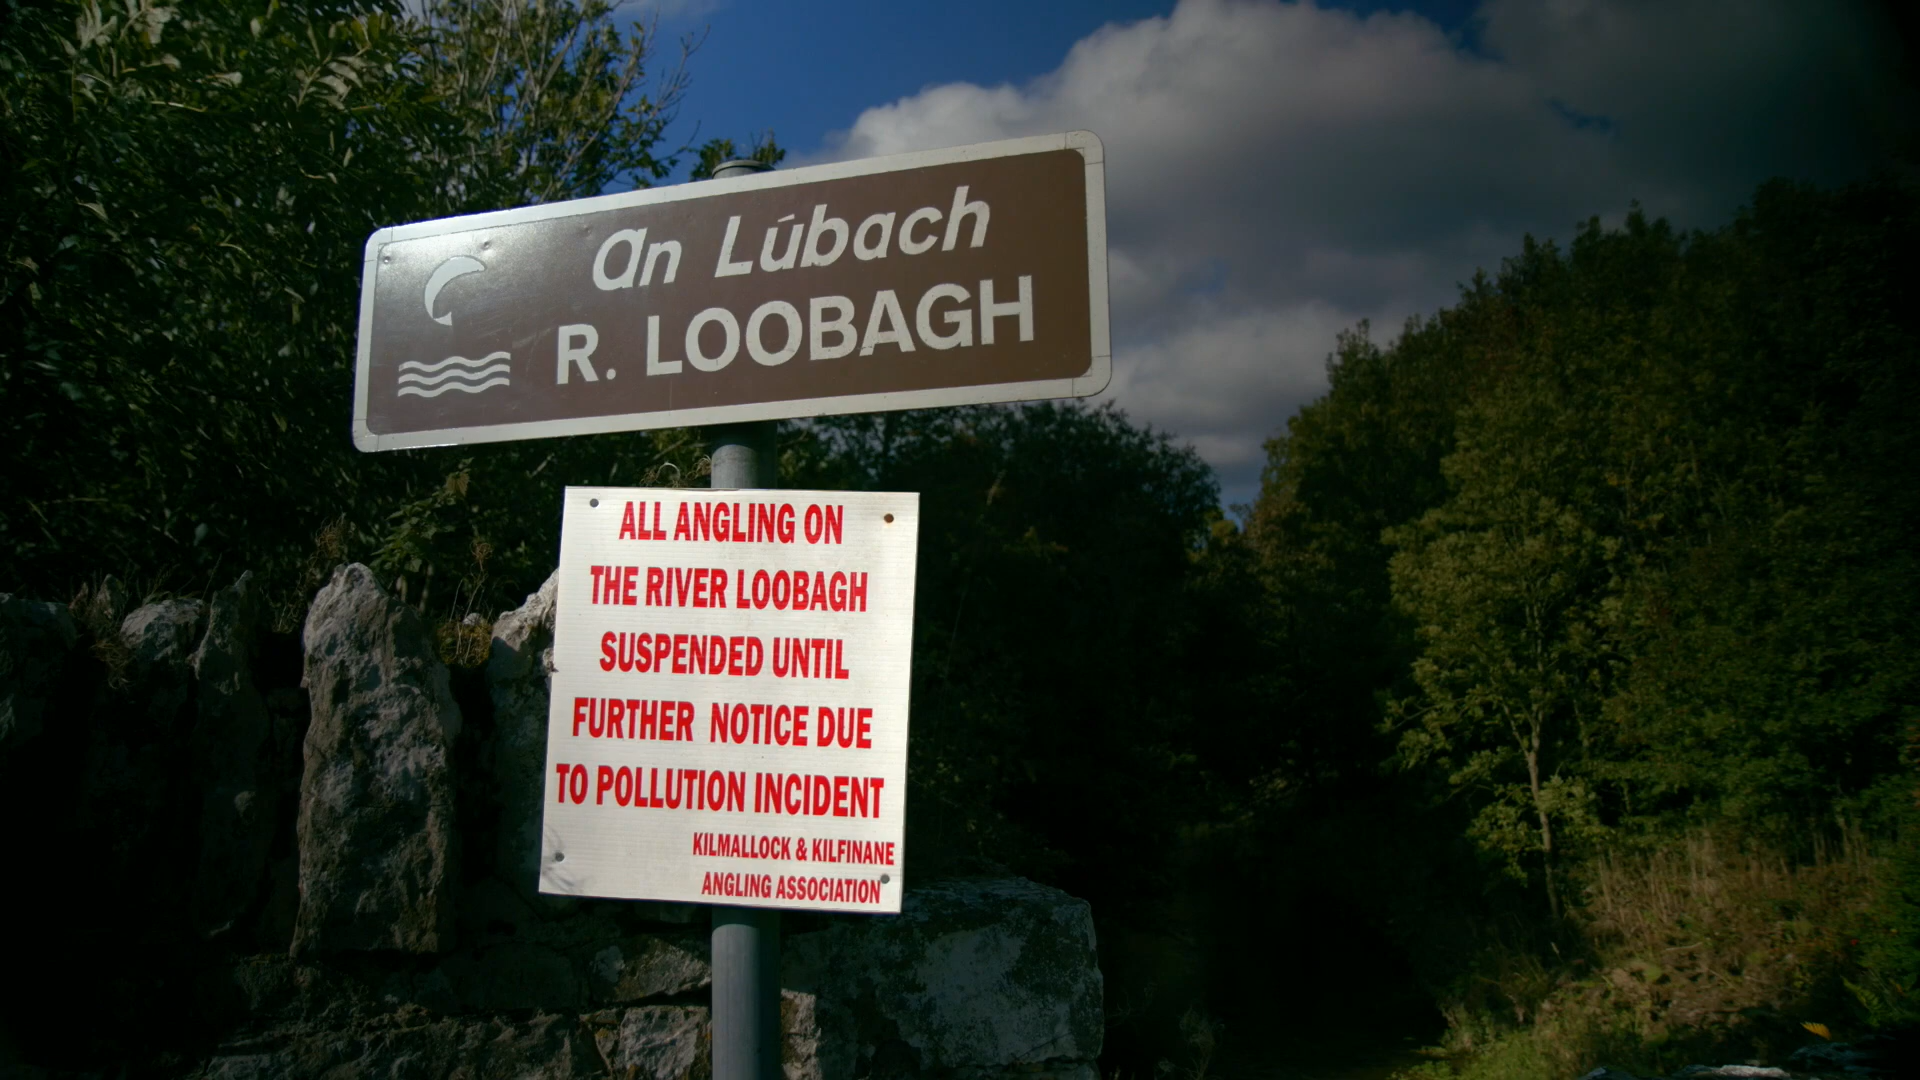 An Lúbach
R. LOOBAGH
ALL ANGLING ON
THE RIVER LOOBAGH
SUSPENDED UNTIL
FURTHER NOTICE DUE
TO POLLUTION INCIDENT
KILMALLOCK & KILFINANE
ANGLING ASSOCIATION